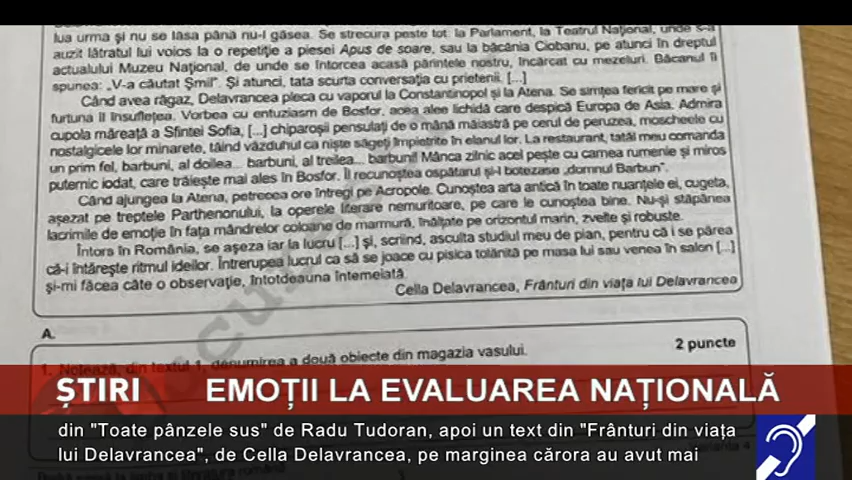 lua urma și nu se lăsa până nu-l găsea. Se strecura peste tot: la Parlament, la Teatrul Național, unde s-a
auzit lătratul lui voios la o repetiție a piesei Apus de soare, sau la băcănia Ciobanu, pe atunci în dreptul
actualului Muzeu Național, de unde se întorcea acasă părintele nostru, încărcat cu mezeluri. Băcanul îi
spunea: „V-a căutat Șmil". Și atunci, tata scurta conversația cu prietenii. [...]
Când avea răgaz, Delavrancea pleca cu vaporul la Constantinopol și la Atena. Se simțea fericit pe mare și
furtuna îl însuflețea. Vorbea cu entuziasm de Bosfor, acea alee lichidă care despică Europa de Asia. Admira
cupola măreață a Sfintei Sofia, [...] chiparoșii pensulați de o mână măiastră pe cerul de peruzea, moscheele cu
nostalgicele lor minarete, tăind văzduhul ca niște săgeți împietrite în elanul lor. La restaurant, tatăl meu comanda
un prim fel, barbuni, al doilea... barbuni, al treilea... barbuni! Mânca zilnic acel pește cu carnea rumenie și miros
puternic iodat, care trăiește mai ales în Bosfor. Îl recunoștea ospătarul și-l botezase „domnul Barbun".
Când ajungea la Atena, petrecea ore întregi pe Acropole. Cunoștea arta antică în toate nuanțele ei, cugeta,
așezat pe treptele Parthenonului, la operele literare nemuritoare, pe care le cunoștea bine. Nu-și stăpânea
lacrimile de emoție în fața mândrelor coloane de marmură, înălțate pe orizontul marin, zvelte și robuste.
Întors în România, se așeza iar la lucru [...] și, scriind, asculta studiul meu de pian, pentru că i se părea
că-i întărește ritmul ideilor. Întrerupea lucrul ca să se joace cu pisica tolănită pe masa lui sau venea în salon [...]
și-mi făcea câte o observație, întotdeauna întemeiată.
Cella Delavrancea, Frânturi din viața lui Delavrancea
A.
1. Notează, din textul 1, denumirea a două obiecte din magazia vasului.
2 puncte
ȘTIRI EMOȚII LA EVALUAREA NAȚIONALĂ
din "Toate pânzele sus" de Radu Tudoran, apoi un text din "Frânturi din viața
lui Delavrancea", de Cella Delavrancea, pe marginea cărora au avut mai